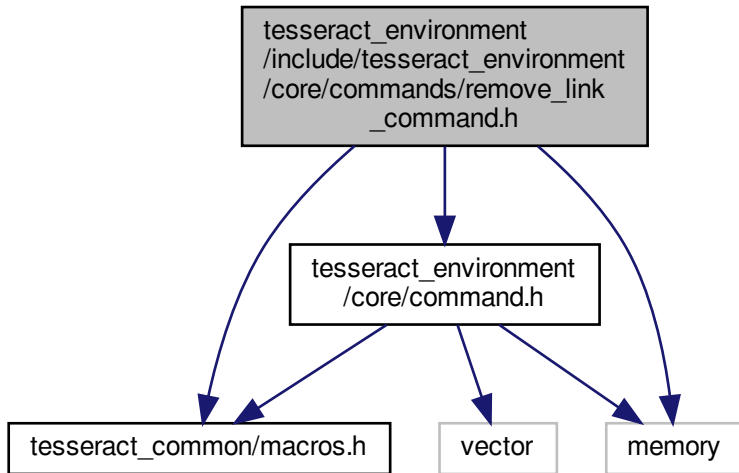 tesseract_environment
/include/tesseract_environment
/core/commands/remove_link
_command.h
tesseract_environment
/core/command.h
tesseract_common/macros.h
vector
memory